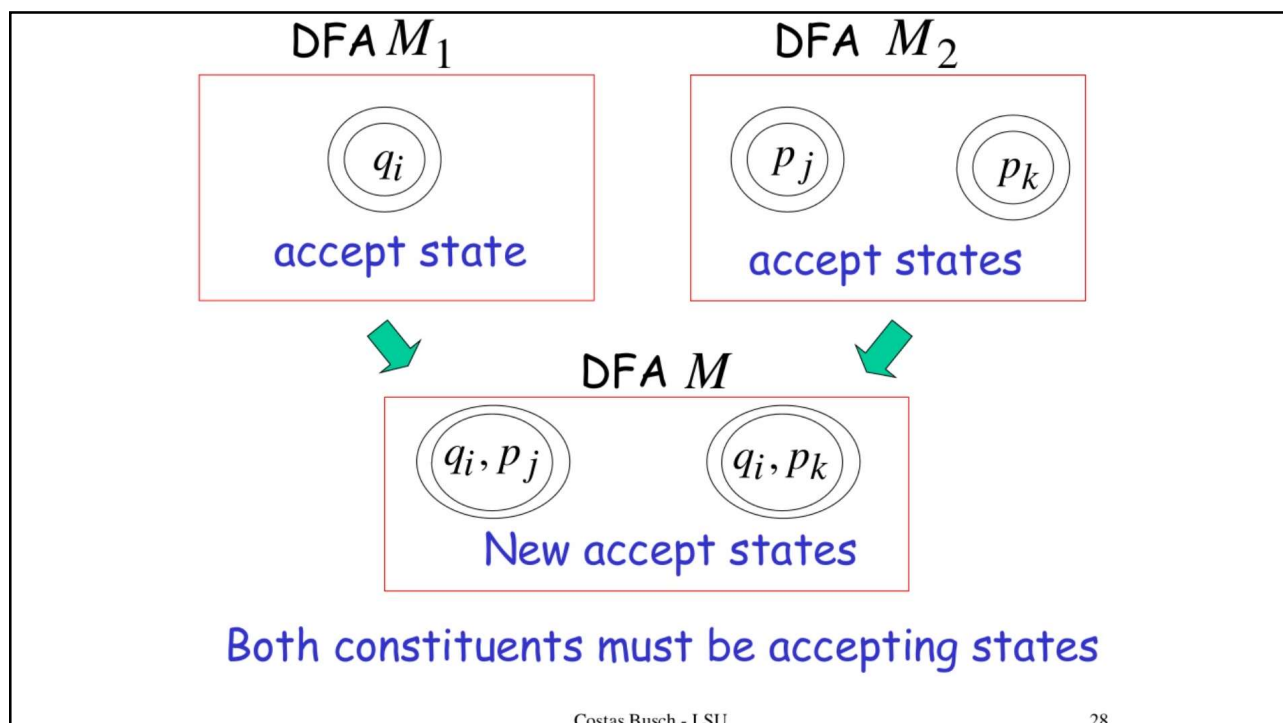 DFA M₁
DFA M₂
qᵢ
pⱼ
pₖ
accept state
accept states
DFA M
qᵢ, pⱼ
qᵢ, pₖ
New accept states
Both constituents must be accepting states
Costas Busch - LSU
28